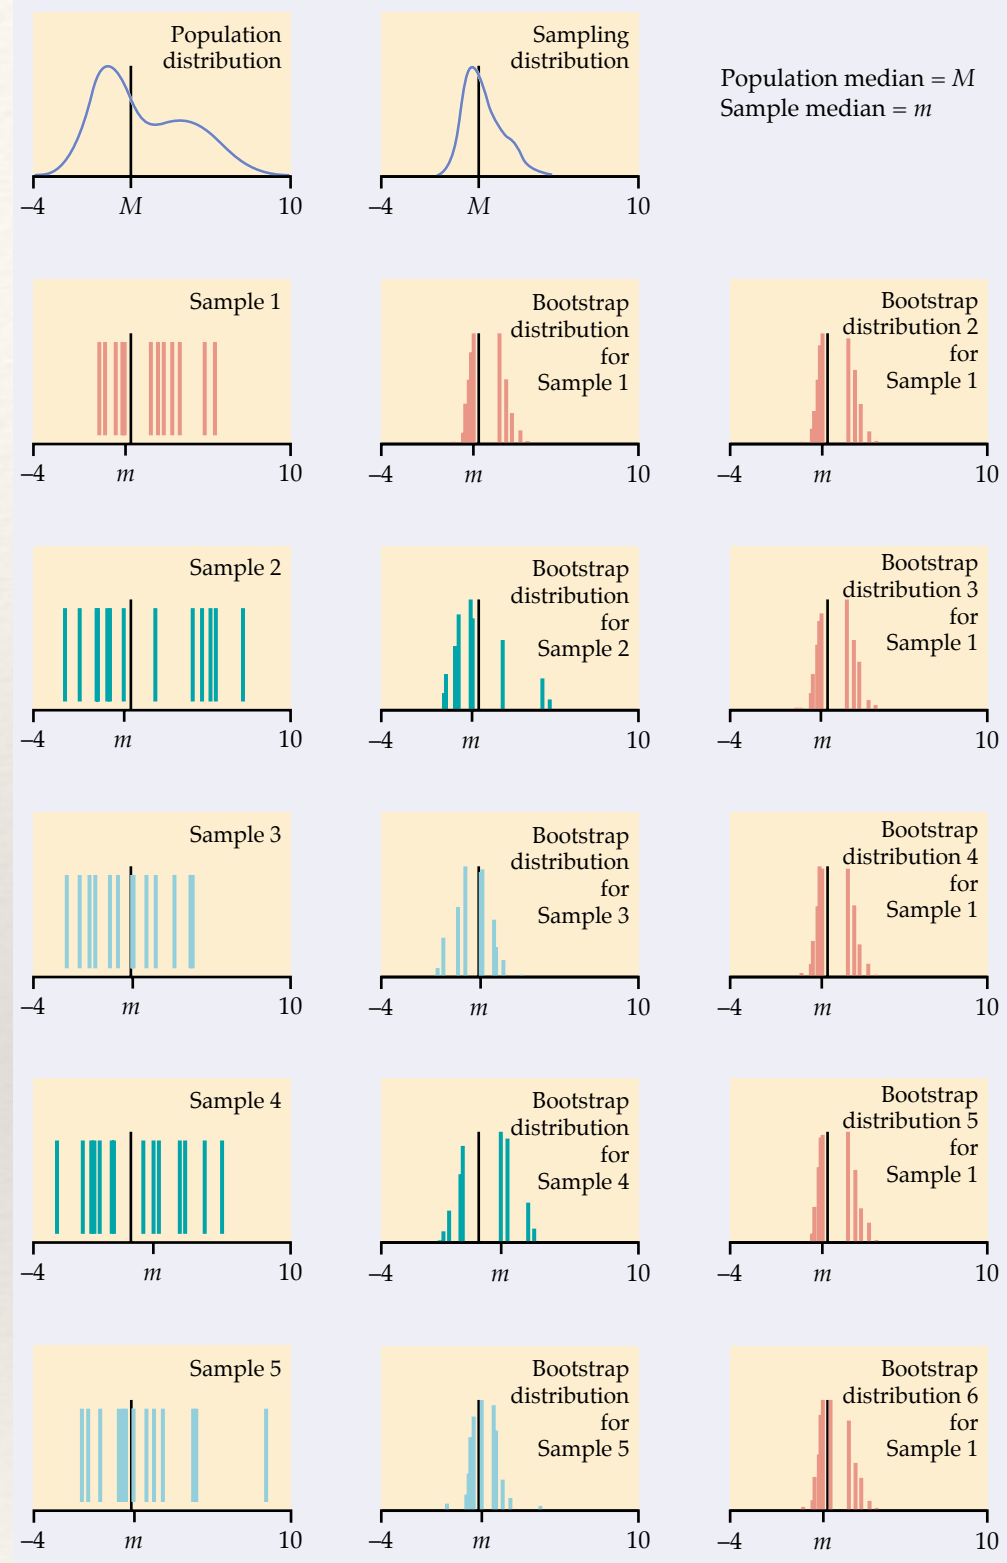 Population
distribution
–4 M 10
Sampling
distribution
–4 M 10
Population median = M
Sample median = m
Sample 1
–4 m 10
Bootstrap
distribution
for
Sample 1
–4 m 10
Bootstrap
distribution 2
for
Sample 1
–4 m 10
Sample 2
–4 m 10
Bootstrap
distribution
for
Sample 2
–4 m 10
Bootstrap
distribution 3
for
Sample 1
–4 m 10
Sample 3
–4 m 10
Bootstrap
distribution
for
Sample 3
–4 m 10
Bootstrap
distribution 4
for
Sample 1
–4 m 10
Sample 4
–4 m 10
Bootstrap
distribution
for
Sample 4
–4 m 10
Bootstrap
distribution 5
for
Sample 1
–4 m 10
Sample 5
–4 m 10
Bootstrap
distribution
for
Sample 5
–4 m 10
Bootstrap
distribution 6
for
Sample 1
–4 m 10